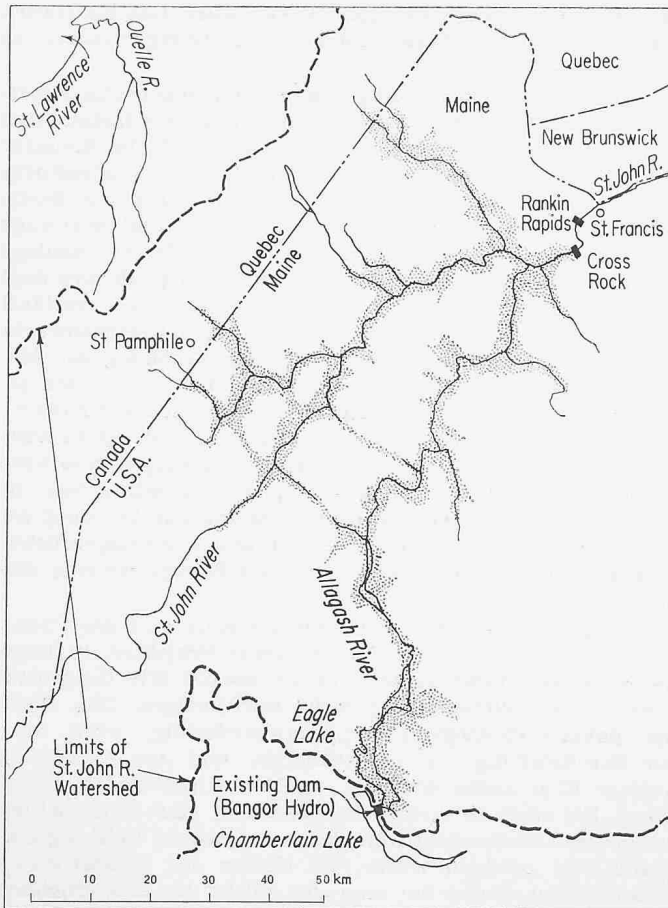 Ouelle R.
St. Lawrence
River
Quebec
Maine
New Brunswick
St. John R.
Rankin
Rapids
St. Francis
Cross
Rock
Quebec
Maine
St Pamphile
Canada
U.S.A.
St. John River
Allagash River
Eagle
Lake
Limits of
St. John R.
Watershed
Existing Dam
(Bangor Hydro)
Chamberlain Lake
0 10 20 30 50 km